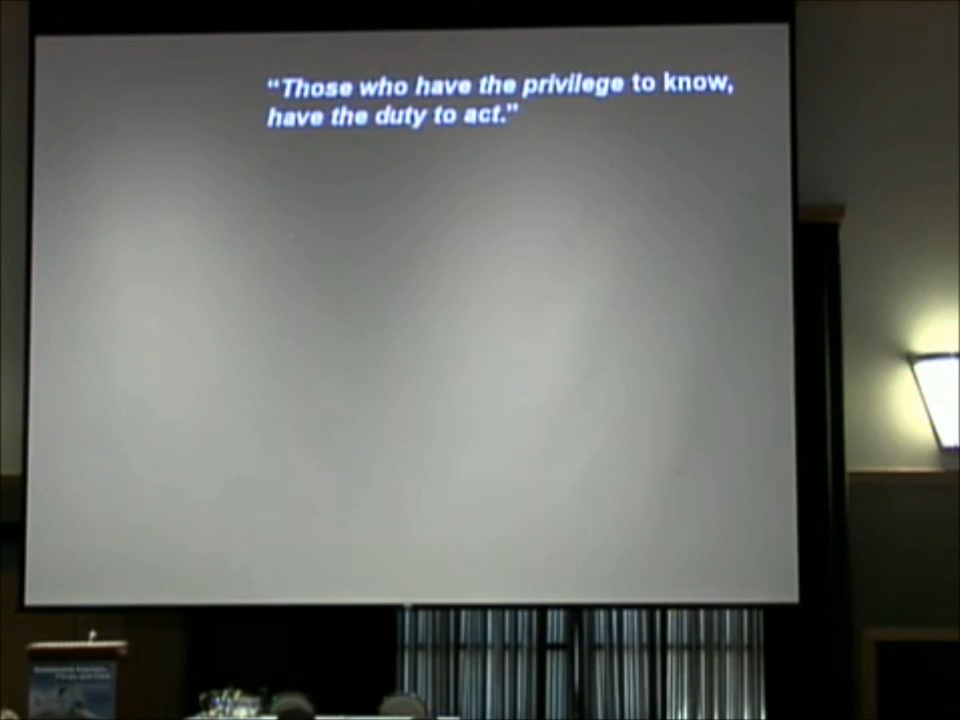 “Those who have the privilege to know,
have the duty to act.”